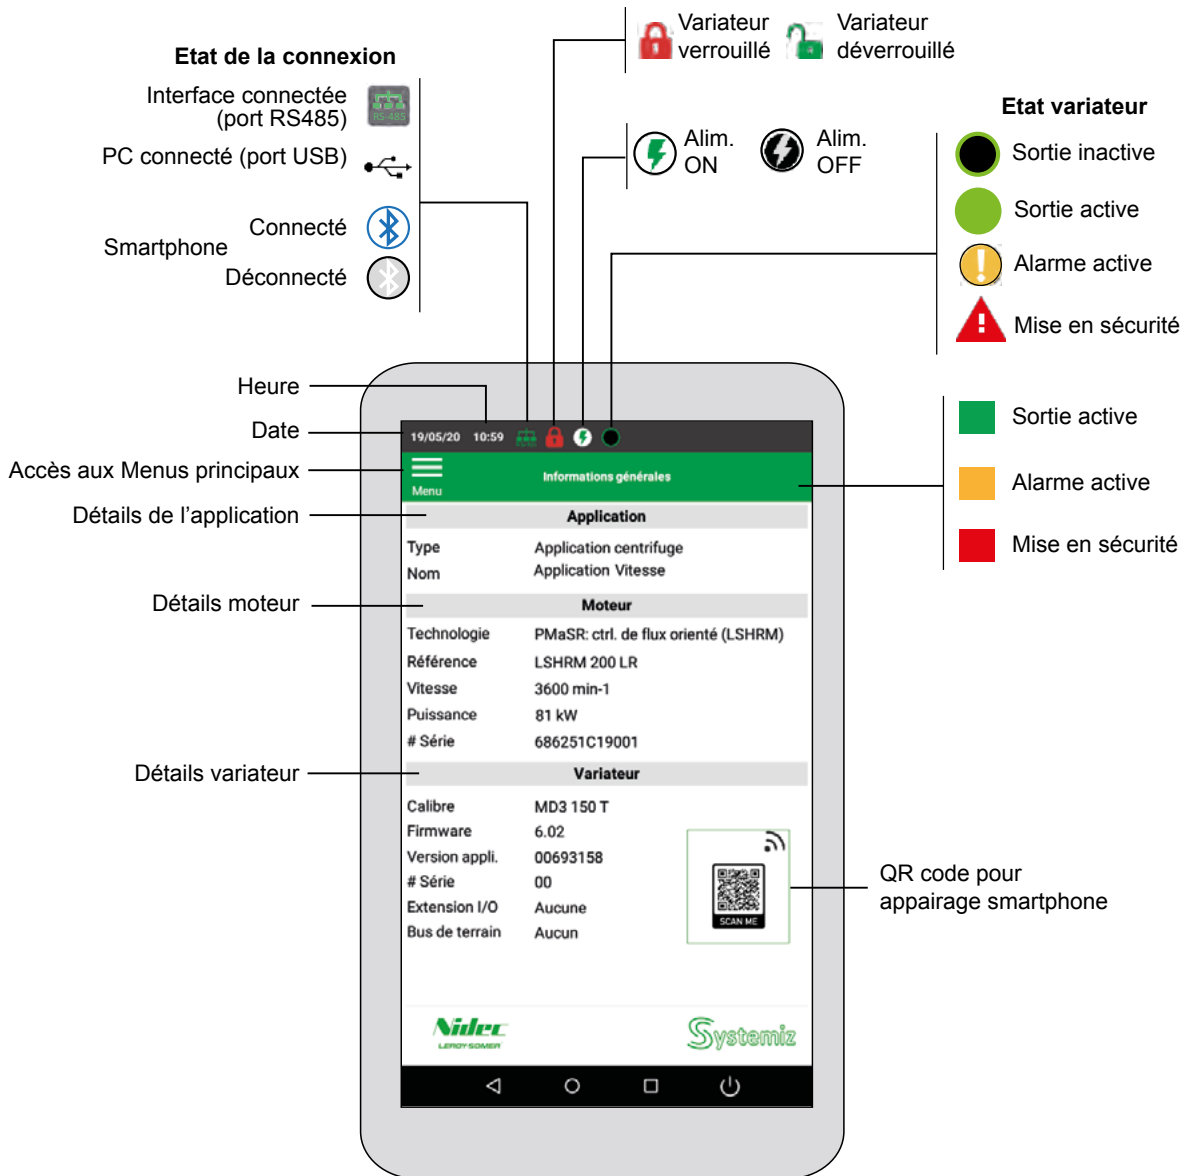 Variateur
verrouillé
Variateur
déverrouillé
Etat de la connexion
Interface connectée
(port RS485)
RS-485
PC connecté (port USB)
Smartphone
Connecté
Déconnecté
Alim.
ON
Alim.
OFF
Etat variateur
Sortie inactive
Sortie active
Alarme active
Mise en sécurité
Heure
Date
Accès aux Menus principaux
Détails de l'application
Détails moteur
Détails variateur
Sortie active
Alarme active
Mise en sécurité
19/05/20 10:59
Menu
Informations générales
Application
Type Application centrifuge
Nom Application Vitesse
Moteur
Technologie PMaSR: ctrl. de flux orienté (LSHRM)
Référence LSHRM 200 LR
Vitesse 3600 min-1
Puissance 81 kW
# Série 686251C19001
Variateur
Calibre MD3 150 T
Firmware 6.02
Version appli. 00693158
# Série 00
Extension I/O Aucune
Bus de terrain Aucun
SCAN ME
QR code pour
appairage smartphone
Nidec
LEROY-SOMER
Systemiz